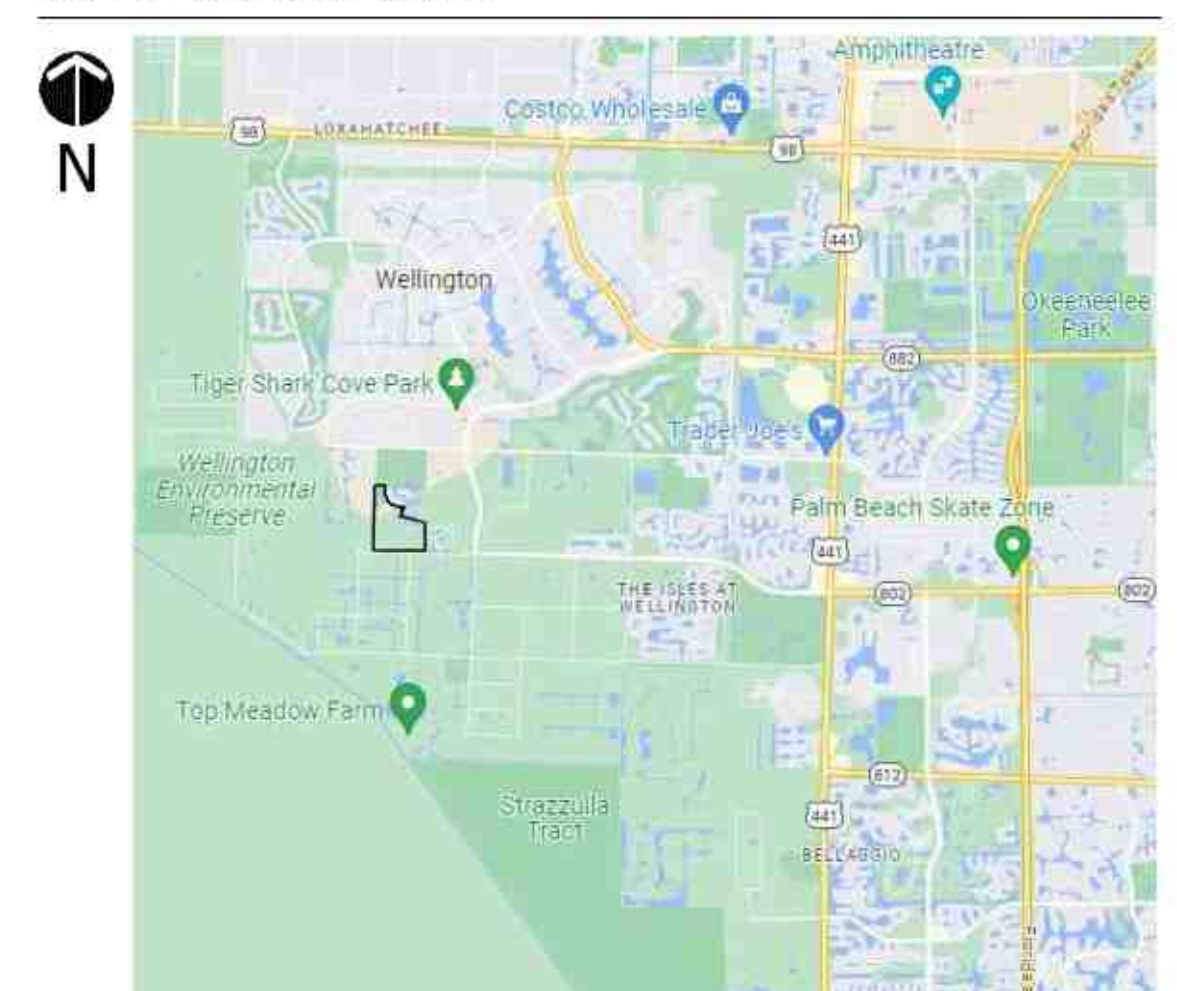 Amphitheatre
Costco Wholesale
98
LOXAHATCHEE
98
N
441
Wellington
Okeeheelee
Park
882
Tiger Shark Cove Park
Trader Joe's
Wellington
Environmental
Preserve
Palm Beach Skate Zone
441
THE ISLES AT
WELLINGTON
802
802
Top Meadow Farm
812
Strazzulla
Tract
441
BELLAGGIO